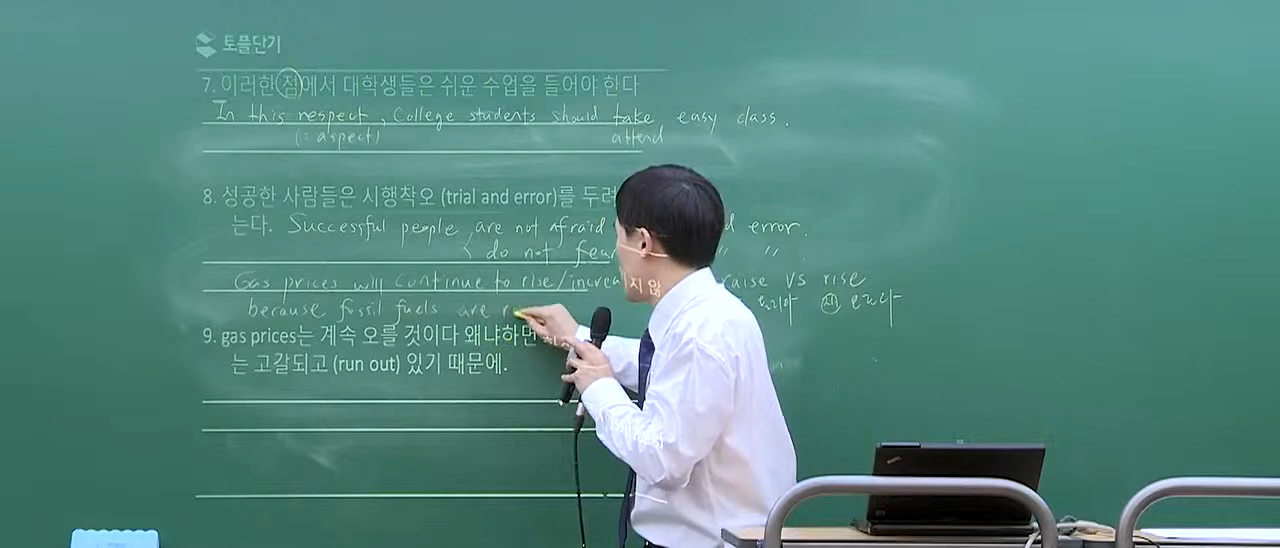 토플단기
7. 이러한 점에서 대학생들은 쉬운 수업을 들어야 한다
In this respect, College students should take easy class.
(: aspect) attend
8. 성공한 사람들은 시행착오 (trial and error)를 두려
는다. Successful people are not afraid error.
do not fear " "
Gas prices will continue to rise/increa 지 않 raise vs rise
because fossil fuels are r
9. gas prices는 계속 오를 것이다 왜냐하면
는 고갈되고 (run out) 있기 때문에.